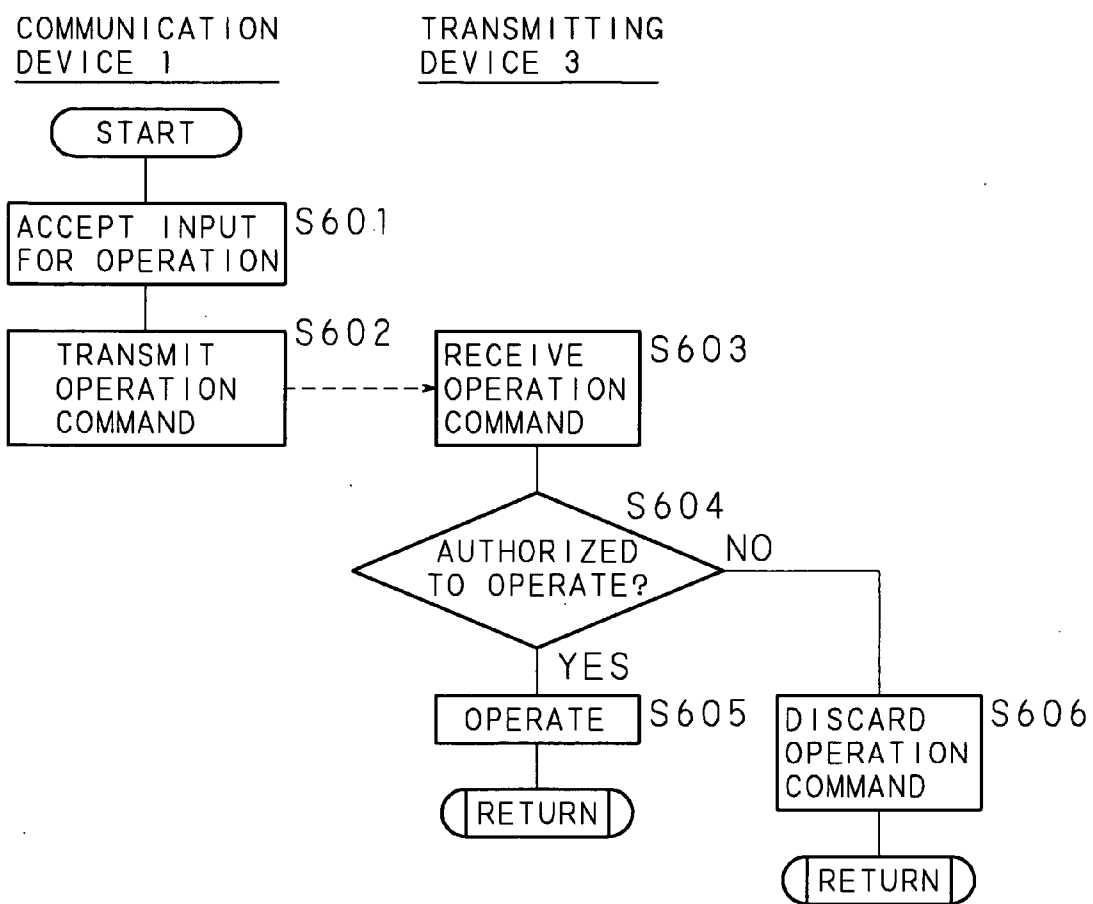 COMMUNICATION
DEVICE 1
TRANSMITTING
DEVICE 3
START
ACCEPT INPUT
FOR OPERATION
S601
TRANSMIT
OPERATION
COMMAND
S602
RECEIVE
OPERATION
COMMAND
S603
S604
AUTHORIZED
TO OPERATE?
NO
YES
OPERATE
S605
RETURN
DISCARD
OPERATION
COMMAND
S606
RETURN